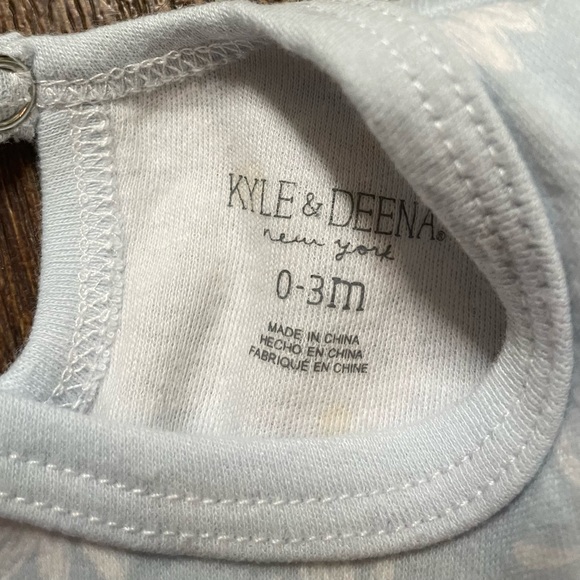 KYLE & DEENA®
new york
0-3m
MADE IN CHINA
HECHO EN CHINA
FABRIQUÉ EN CHINE